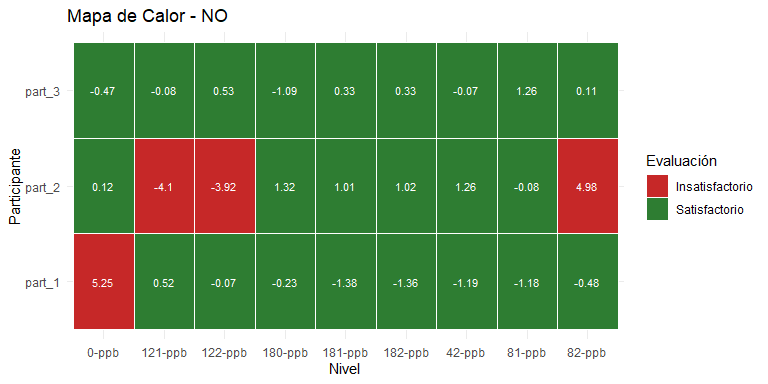 Mapa de Calor - NO
part_3 -0.47 -0.08 0.53 -1.09 0.33 0.33 -0.07 1.26 0.11
part_2 0.12 -4.1 -3.92 1.32 1.01 1.02 1.26 -0.08 4.98
part_1 5.25 0.52 -0.07 -0.23 -1.38 -1.36 -1.19 -1.18 -0.48
0-ppb 121-ppb 122-ppb 180-ppb 181-ppb 182-ppb 42-ppb 81-ppb 82-ppb
Nivel
Participante
Evaluación
Insatisfactorio
Satisfactorio